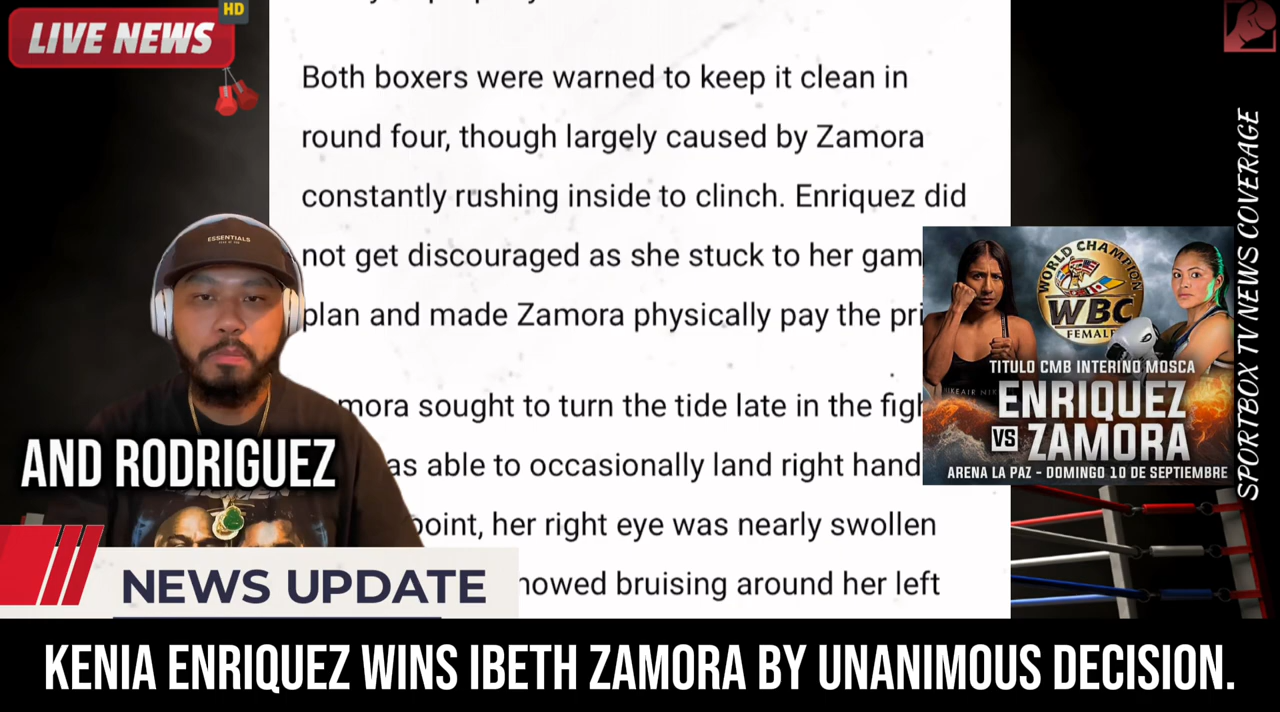 HD
LIVE NEWS
Both boxers were warned to keep it clean in
round four, though largely caused by Zamora
constantly rushing inside to clinch. Enriquez did
not get discouraged as she stuck to her gam
plan and made Zamora physically pay the pri
mora sought to turn the tide late in the figh
as able to occasionally land right hand
point, her right eye was nearly swollen
howed bruising around her left
ESSENTIALS
AND RODRIGUEZ
NEWS UPDATE
WORLD CHAMPION
WBC
FEMALE
TITULO CMB INTERINO MOSCA
ENRIQUEZ
VS ZAMORA
ARENA LA PAZ - DOMINGO 10 DE SEPTIEMBRE
SPORTBOX TV NEWS COVERAGE
KENIA ENRIQUEZ WINS IBETH ZAMORA BY UNANIMOUS DECISION.